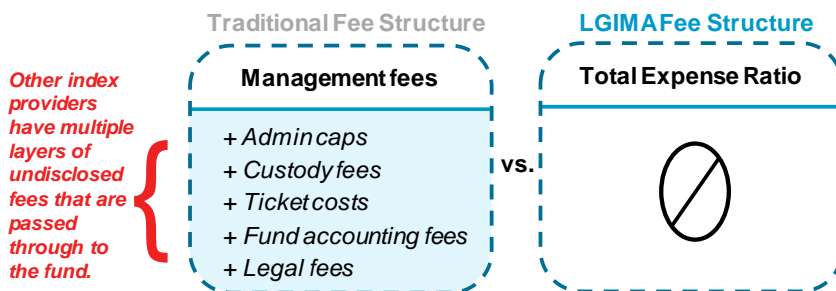 Traditional Fee Structure
LGIMA Fee Structure
Other index
providers
have multiple
layers of
undisclosed
fees that are
passed
through to
the fund.
Management fees
+ Admin caps
+ Custody fees
+ Ticket costs
+ Fund accounting fees
+ Legal fees
vs.
Total Expense Ratio